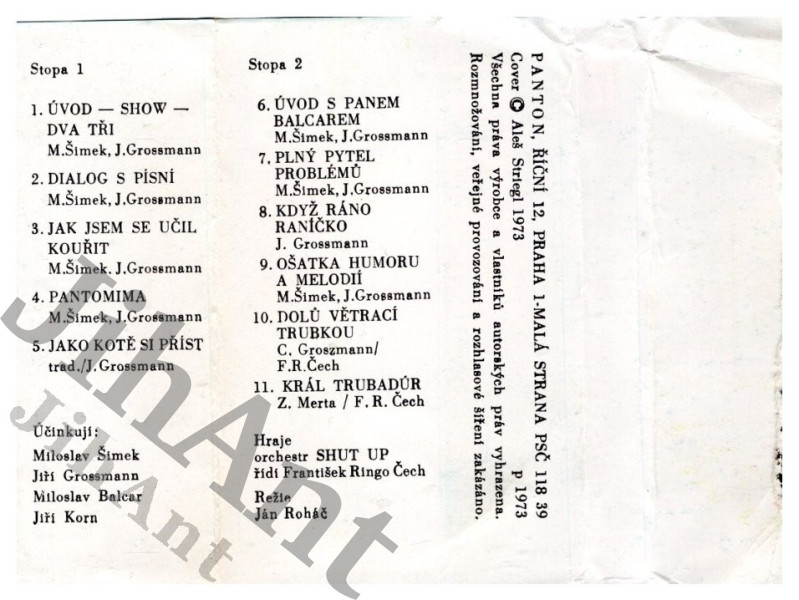 Stopa 1
1. ÚVOD — SHOW —
DVA TŘI
M.Šimek, J.Grossmann
2. DIALOG S PÍSNÍ
M.Šimek, J.Grossmann
3. JAK JSEM SE UČIL
KOUŘIT
M.Šimek. J.Grossmann
4. PANTOMIMA
M.Šimek, J.Grossmann
5. JAKO KOTĚ SI PŘÍST
trad./J.Grossmann
Účinkují:
Miloslav Šimek
Jiří Grossmann
Miloslav Balcar
Jiří Korn
Stopa 2
6. ÚVOD S PANEM
BALCAREM
M.Šimek, J.Grossmann
7. PLNÝ PYTEL
PROBLÉMŮ
M.Šimek, J.Grossmann
8. KDYŽ RÁNO
RANÍČKO
J. Grossmann
9. OŠATKA HUMORU
A MELODIÍ
M.Šimek, J.Grossmann
10. DOLŮ VĚTRACÍ
TRUBKOU
C. Groszmann/
F.R.Čech
11. KRÁL TRUBADÚR
Z. Merta / F. R. Čech
Hraje
orchestr SHUT UP
řídí František Ringo Čech
Režie
Ján Roháč
PANTON, ŘÍČNÍ 12, PRAHA 1-MALÁ STRANA PSČ 118 39
Cover © Aleš Striegl 1973 p 1973
Všechna práva výrobce a vlastníků autorských práv vyhrazena.
Rozmnožování, veřejné provozování a rozhlasové šíření zakázáno.
JihAnt
JihAnt